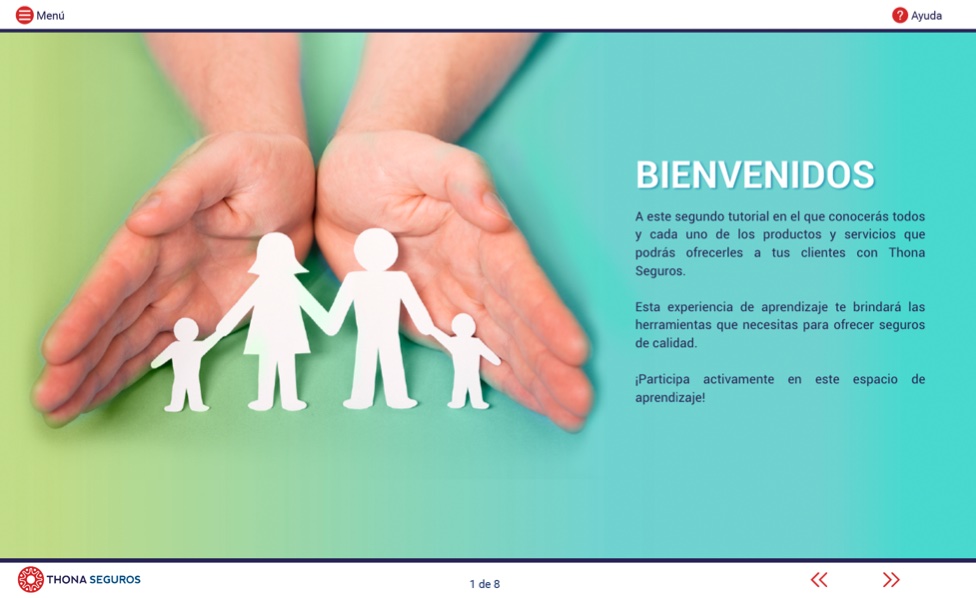 Menú
? Ayuda
BIENVENIDOS
A este segundo tutorial en el que conocerás todos
y cada uno de los productos y servicios que
podrás ofrecerles a tus clientes con Thona
Seguros.
Esta experiencia de aprendizaje te brindará las
herramientas que necesitas para ofrecer seguros
de calidad.
¡Participa activamente en este espacio de
aprendizaje!
THONA SEGUROS
1 de 8